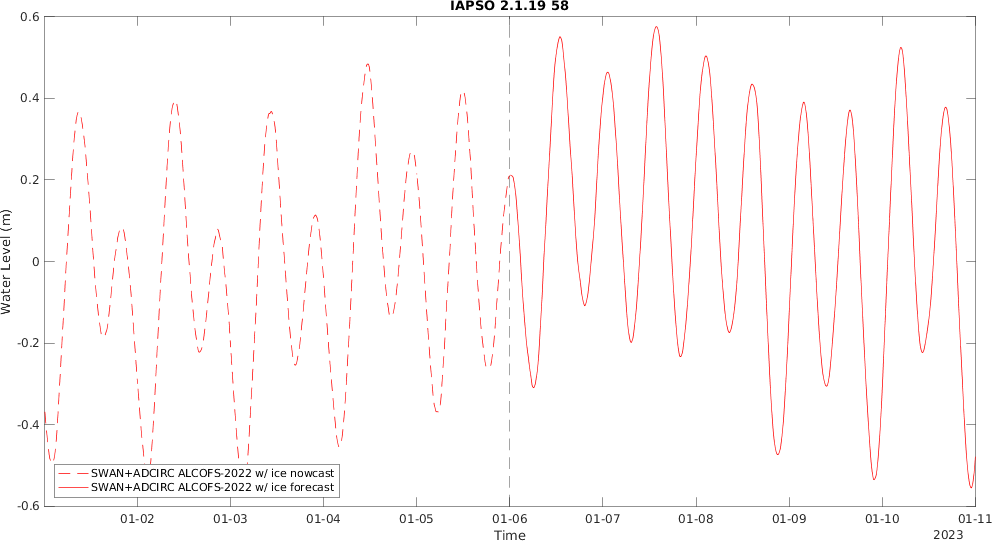 IAPSO 2.1.19 58
0.6
0.4
0.2
0
-0.2
-0.4
-0.6
Water Level (m)
SWAN+ADCIRC ALCOFS-2022 w/ ice nowcast
SWAN+ADCIRC ALCOFS-2022 w/ ice forecast
01-02 01-03 01-04 01-05 01-06 01-07 01-08 01-09 01-10 01-11
Time
2023